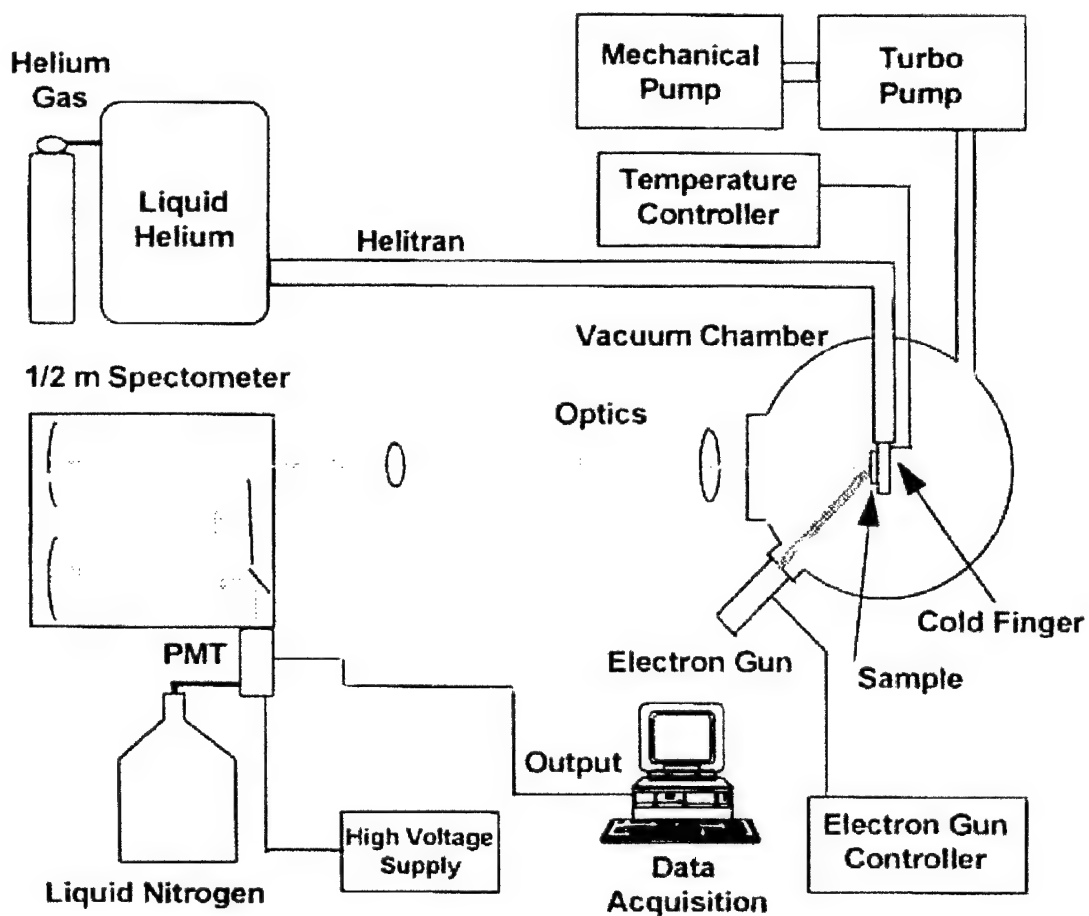 Helium
Gas
Liquid
Helium
Mechanical
Pump
Turbo
Pump
Temperature
Controller
Helitran
Vacuum Chamber
1/2 m Spectometer
Optics
Cold Finger
Sample
Electron Gun
PMT
Output
Liquid Nitrogen
High Voltage
Supply
Data
Acquisition
Electron Gun
Controller